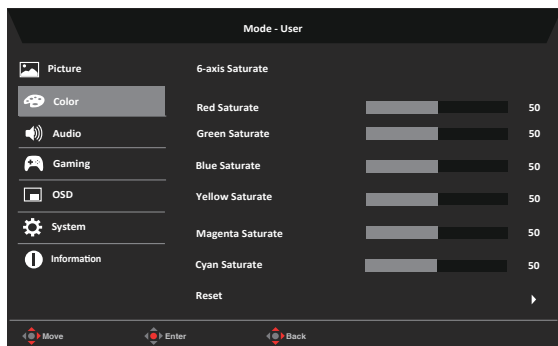 Mode - User
Picture
6-axis Saturate
Color
Red Saturate 50
Audio
Green Saturate 50
Gaming
Blue Saturate 50
OSD
Yellow Saturate 50
System
Magenta Saturate 50
Information
Cyan Saturate 50
Reset
Move Enter Back